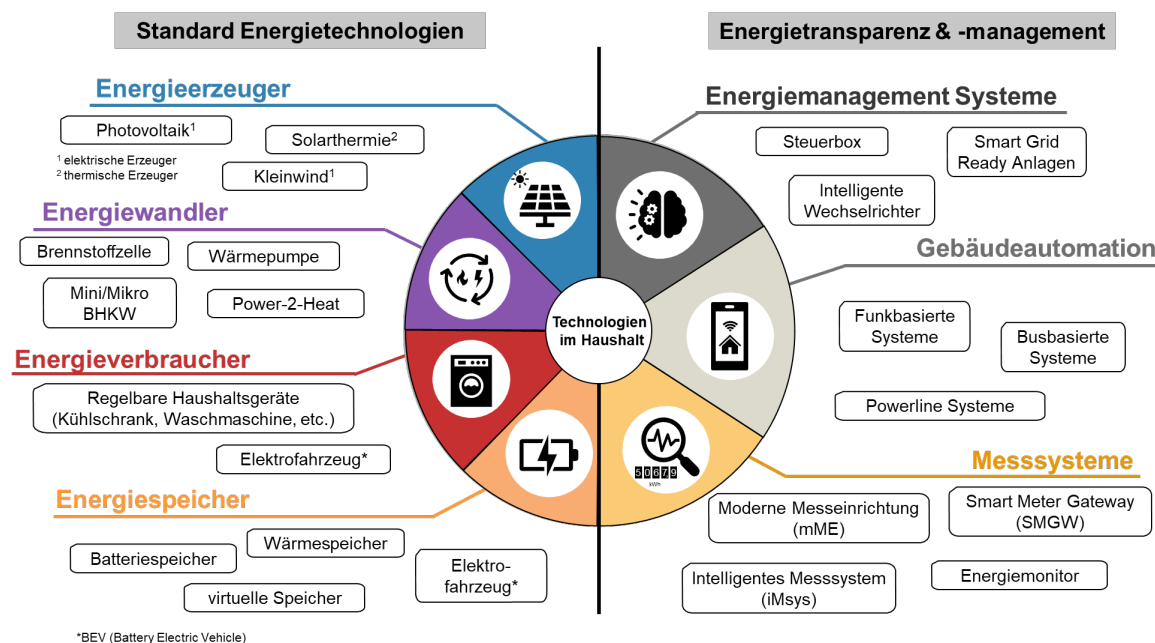 Standard Energietechnologien
Energieerzeuger
Photovoltaik¹
Solarthermie²
¹ elektrische Erzeuger
² thermische Erzeuger
Kleinwind¹
Energiewandler
Brennstoffzelle
Wärmepumpe
Mini/Mikro
BHKW
Power-2-Heat
Energieverbraucher
Regelbare Haushaltsgeräte
(Kühlschrank, Waschmaschine, etc.)
Elektrofahrzeug*
Energiespeicher
Batteriespeicher
Wärmespeicher
virtuelle Speicher
Elektro-
fahrzeug*
*BEV (Battery Electric Vehicle)
Technologien
im Haushalt
Energietransparenz & -management
Energiemanagement Systeme
Steuerbox
Smart Grid
Ready Anlagen
Intelligente
Wechselrichter
Gebäudeautomation
Funkbasierte
Systeme
Busbasierte
Systeme
Powerline Systeme
Messsysteme
50679
kWh
Moderne Messeinrichtung
(mME)
Smart Meter Gateway
(SMGW)
Intelligentes Messsystem
(iMsys)
Energiemonitor